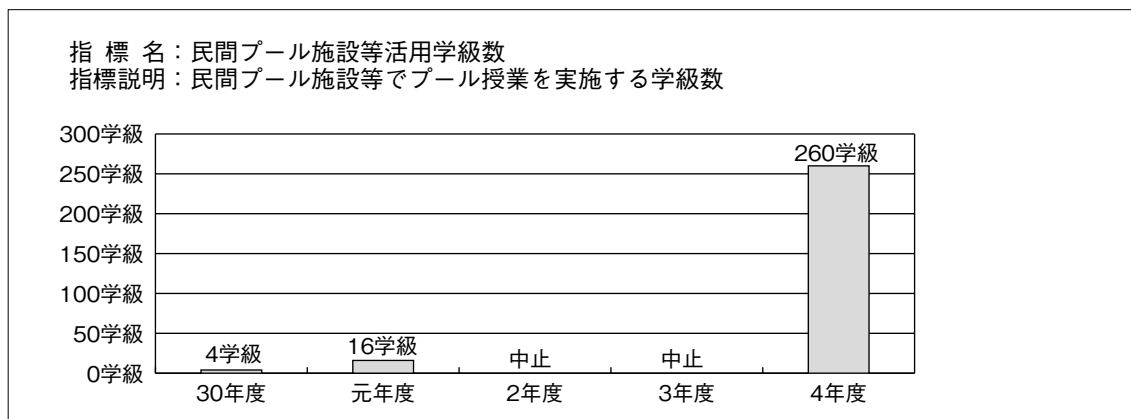 指 標 名：民間プール施設等活用学級数
指標説明：民間プール施設等でプール授業を実施する学級数
300学級
250学級
200学級
150学級
100学級
50学級
0学級
4学級
16学級
中止
中止
260学級
30年度
元年度
2年度
3年度
4年度